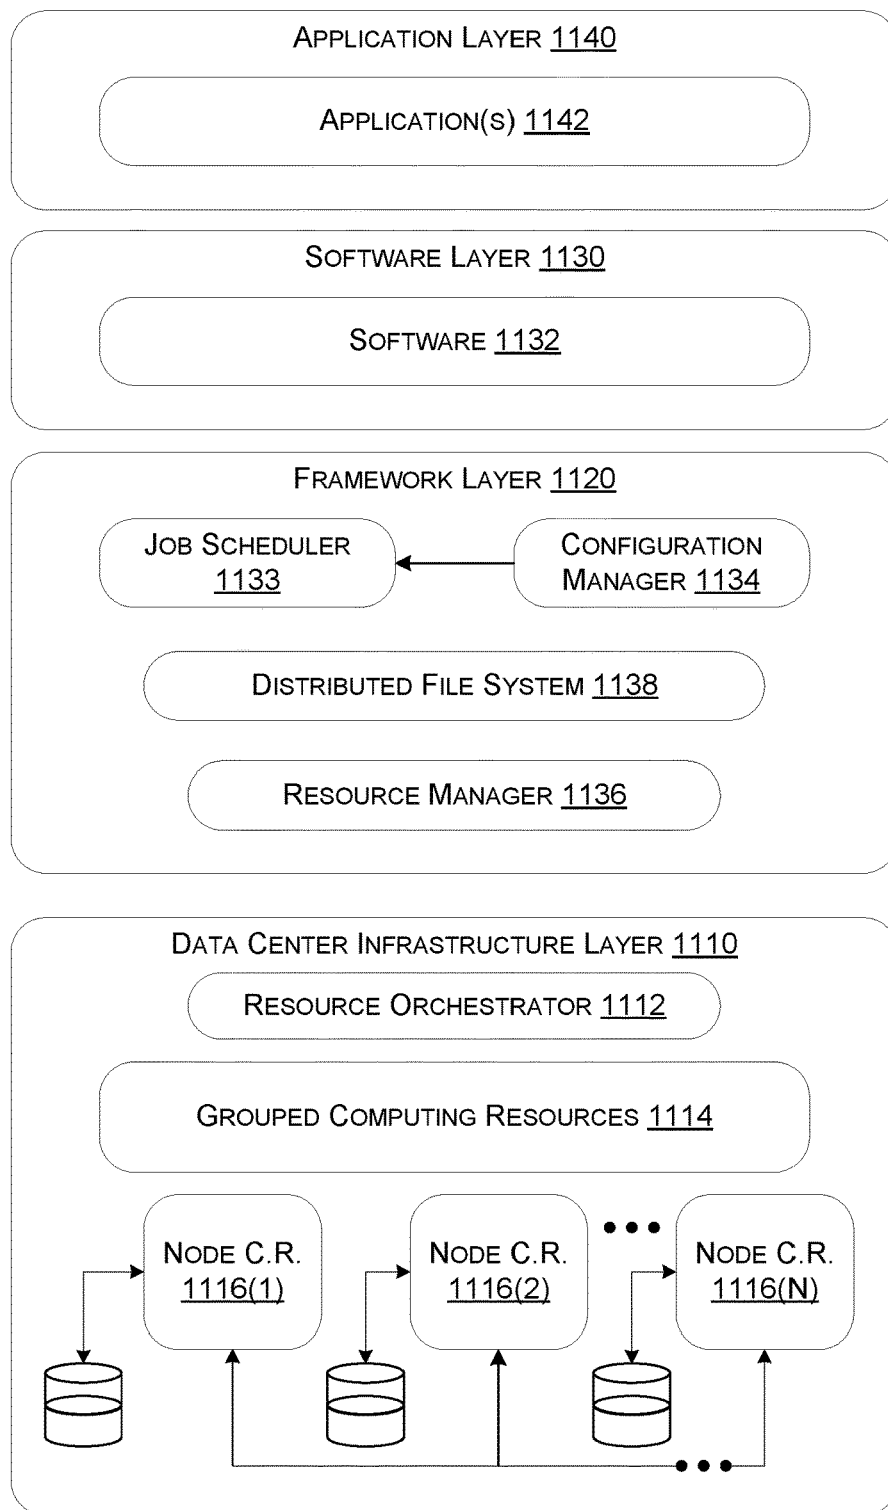 APPLICATION LAYER 1140
APPLICATION(S) 1142
SOFTWARE LAYER 1130
SOFTWARE 1132
FRAMEWORK LAYER 1120
JOB SCHEDULER
1133
CONFIGURATION
MANAGER 1134
DISTRIBUTED FILE SYSTEM 1138
RESOURCE MANAGER 1136
DATA CENTER INFRASTRUCTURE LAYER 1110
RESOURCE ORCHESTRATOR 1112
GROUPED COMPUTING RESOURCES 1114
NODE C.R.
1116(1)
NODE C.R.
1116(2)
NODE C.R.
1116(N)